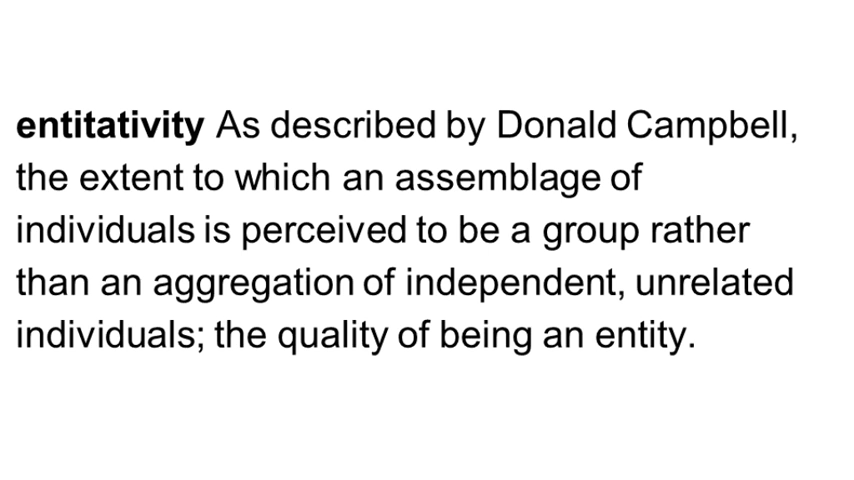 entitativity As described by Donald Campbell,
the extent to which an assemblage of
individuals is perceived to be a group rather
than an aggregation of independent, unrelated
individuals; the quality of being an entity.